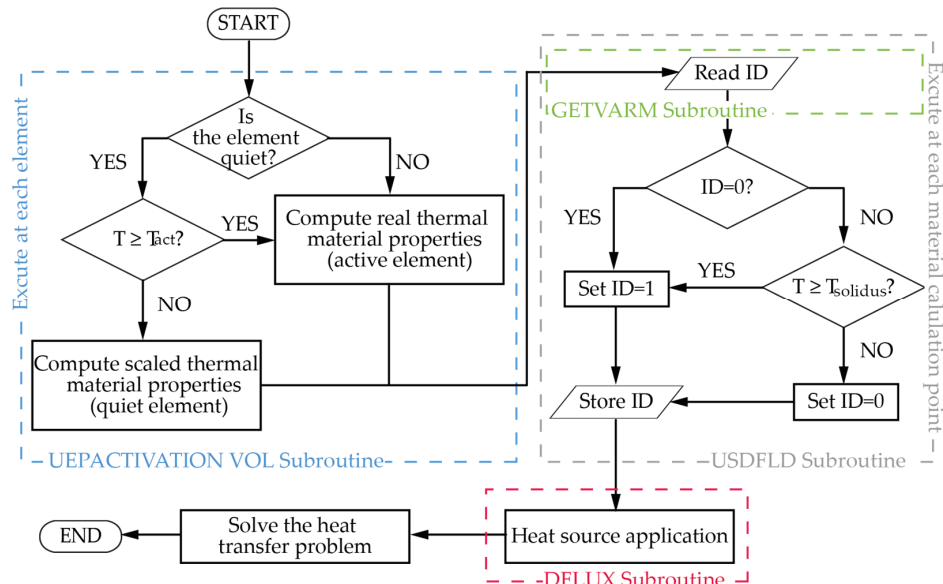 START
Excute at each element
Is
the element
quiet?
YES
NO
T ≥ Tact?
YES
Compute real thermal
material properties
(active element)
NO
Compute scaled thermal
material properties
(quiet element)
UEPACTIVATION VOL Subroutine
Excute at each material calulation point
Read ID
GETVARM Subroutine
ID=0?
YES
NO
Set ID=1
YES
T ≥ Tsolidus?
NO
Store ID
Set ID=0
USDFLD Subroutine
END
Solve the heat
transfer problem
Heat source application
DFLUX Subroutine